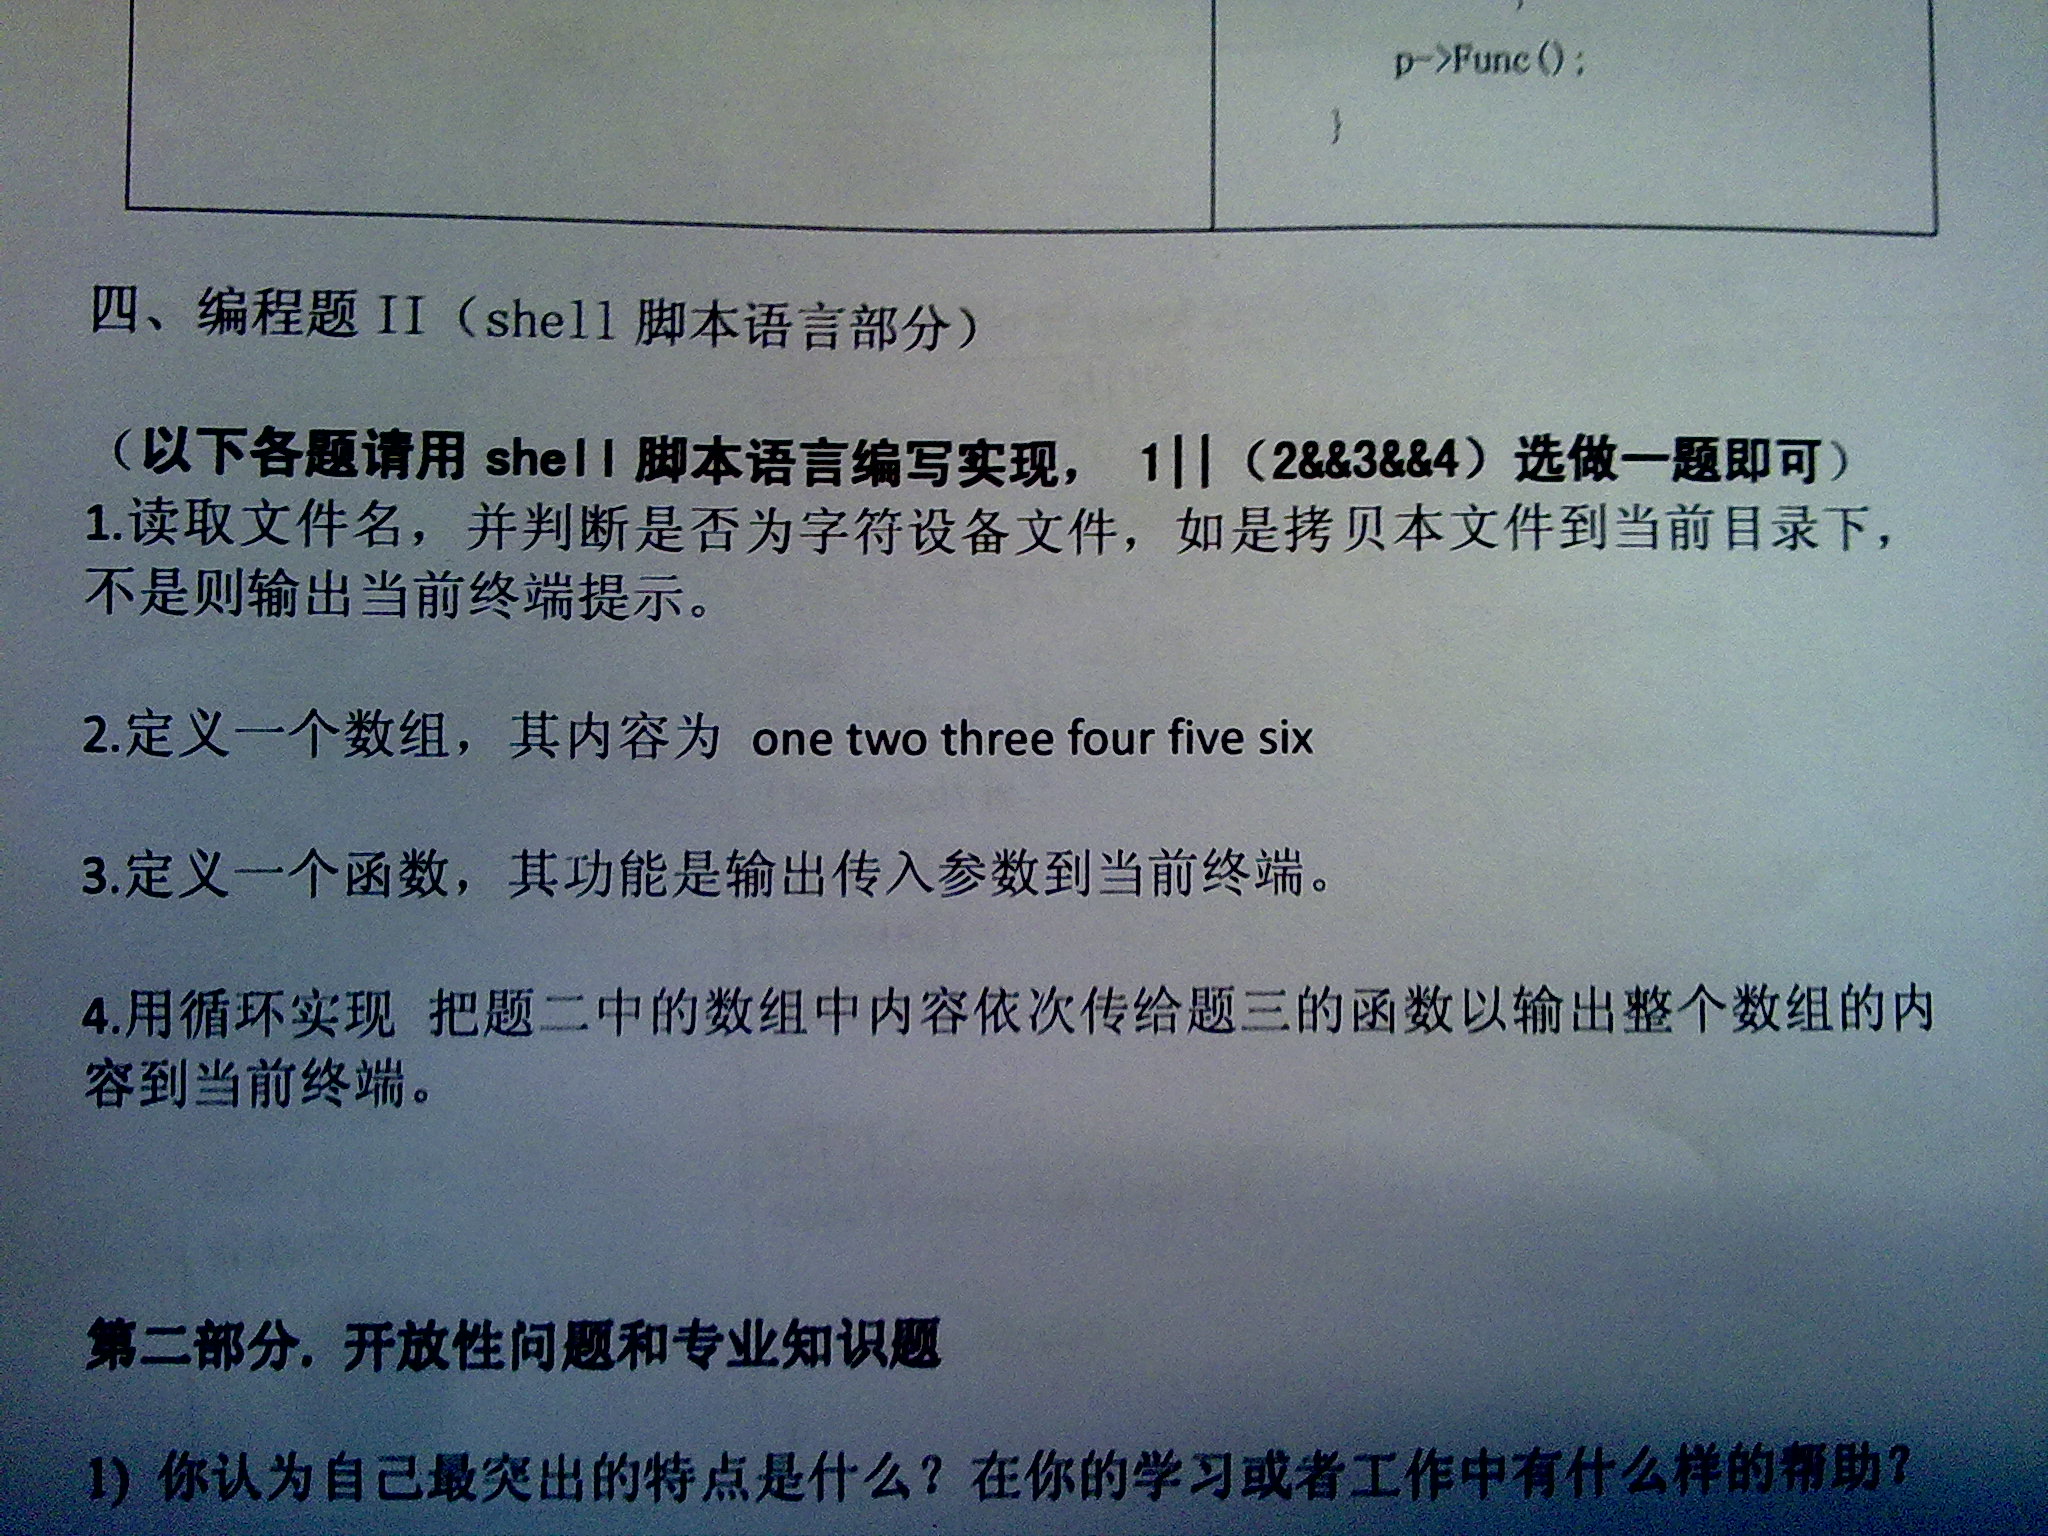 p->Func();
}
四、编程题 II（shell 脚本语言部分）
（以下各题请用 shell 脚本语言编写实现， 1||（2&&3&&4）选做一题即可）
1.读取文件名，并判断是否为字符设备文件，如是拷贝本文件到当前目录下，
不是则输出当前终端提示。
2.定义一个数组，其内容为 one two three four five six
3.定义一个函数，其功能是输出传入参数到当前终端。
4.用循环实现 把题二中的数组中内容依次传给题三的函数以输出整个数组的内
容到当前终端。
第二部分. 开放性问题和专业知识题
1) 你认为自己最突出的特点是什么？在你的学习或者工作中有什么样的帮助？